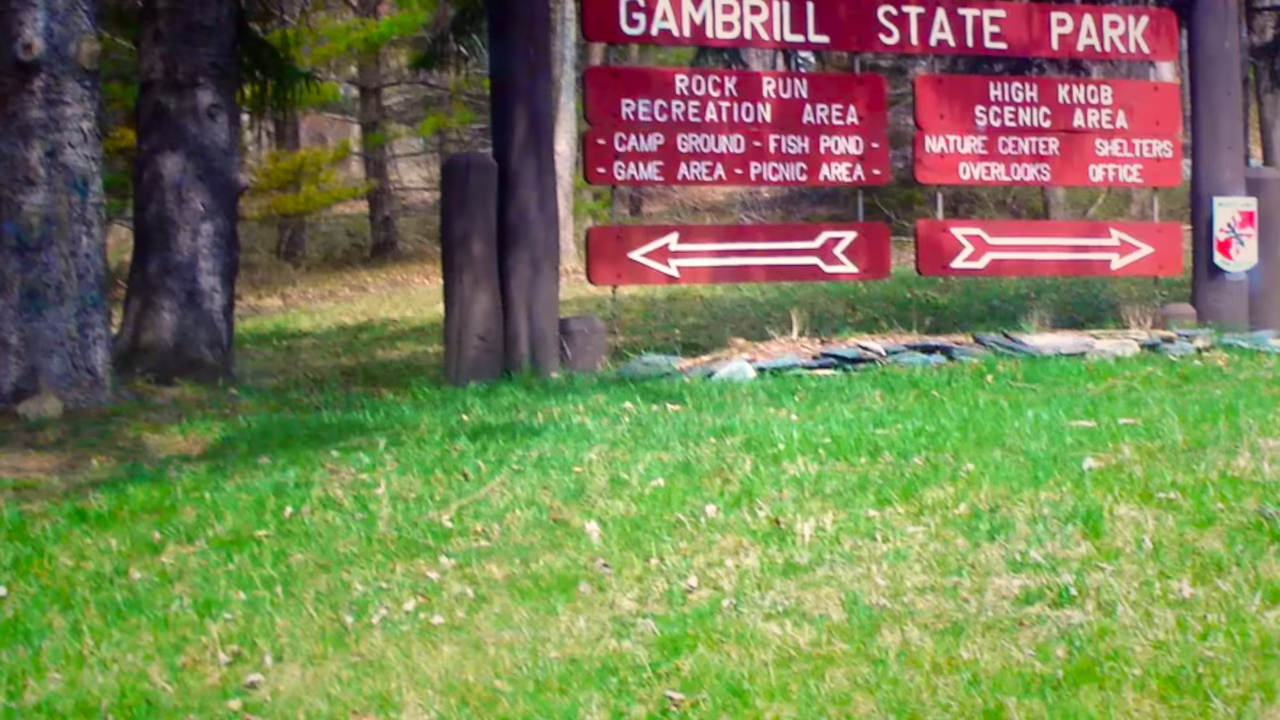 GAMBRILL STATE PARK
ROCK RUN
RECREATION AREA
- CAMP GROUND - FISH POND -
- GAME AREA - PICNIC AREA -
HIGH KNOB
SCENIC AREA
NATURE CENTER SHELTERS
OVERLOOKS OFFICE